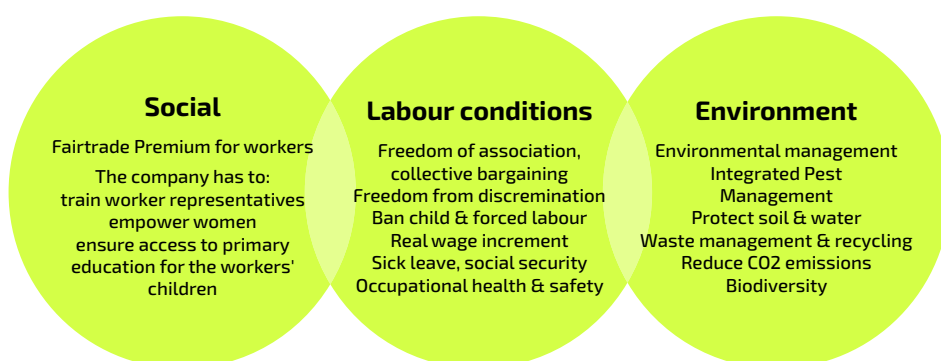 Social
Fairtrade Premium for workers
The company has to:
train worker representatives
empower women
ensure access to primary
education for the workers'
children
Labour conditions
Freedom of association,
collective bargaining
Freedom from discremination
Ban child & forced labour
Real wage increment
Sick leave, social security
Occupational health & safety
Environment
Environmental management
Integrated Pest
Management
Protect soil & water
Waste management & recycling
Reduce CO2 emissions
Biodiversity